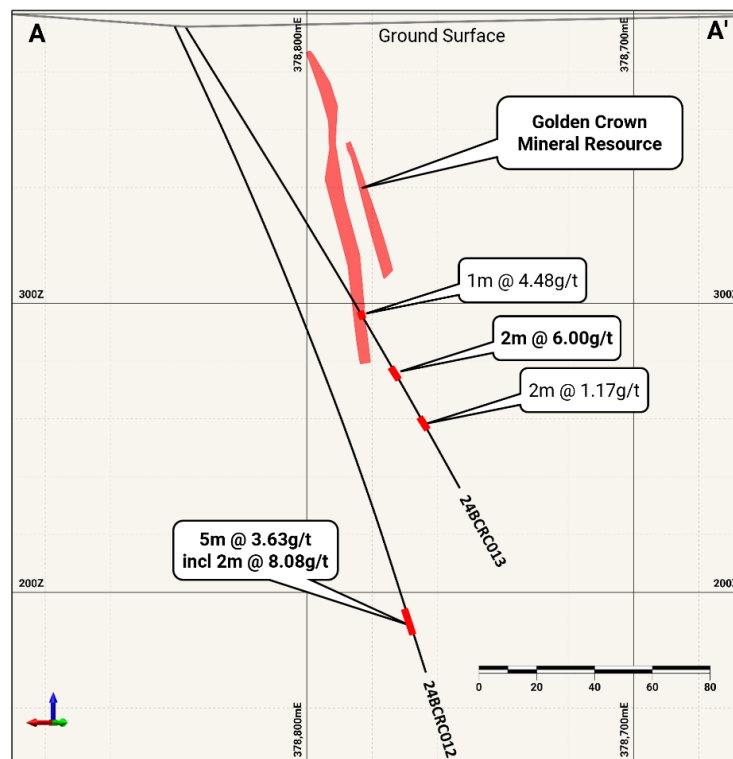 A
378,800mE
Ground Surface
378,700mE
A'
Golden Crown
Mineral Resource
1m @ 4.48g/t
300Z
300
2m @ 6.00g/t
2m @ 1.17g/t
24BCRC013
5m @ 3.63g/t
incl 2m @ 8.08g/t
200Z
200
0 20 40 60 80
24BCRC012
378,800mE
378,700mE